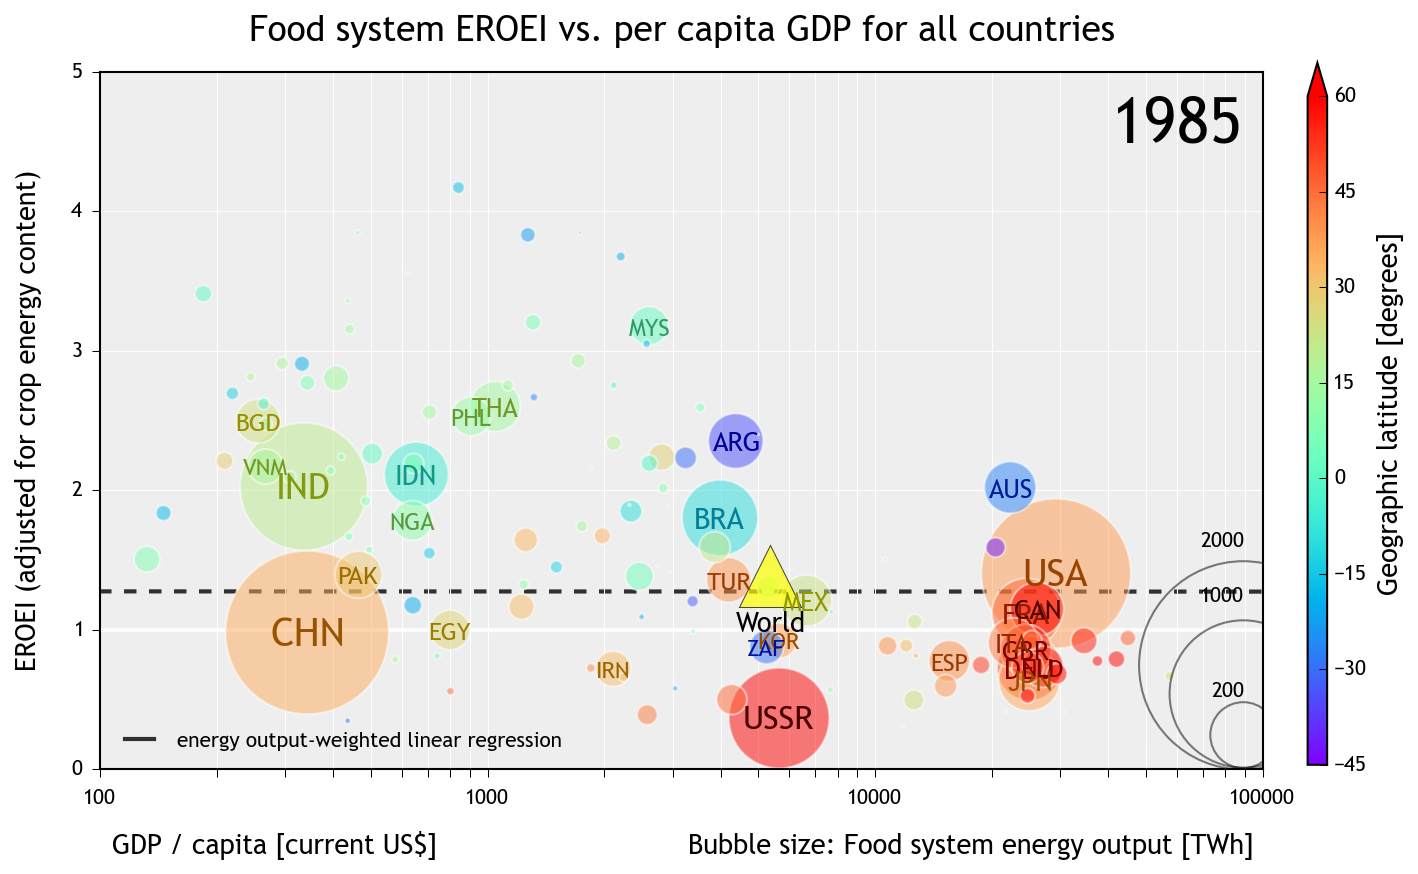 Food system EROEI vs. per capita GDP for all countries
1985
EROEI (adjusted for crop energy content)
5
4
3
2
1
0
MYS
THA
PHL
BGD
ARG
VNM
IND
IDN
AUS
NGA
BRA
PAK
TUR
USA
MEX
CAN
FRA
World
CHN
EGY
KOR
ZAF
ITA
GBR
ESP
IRN
DEU
NLD
JPN
USSR
2000
1000
200
energy output-weighted linear regression
100
1000
10000
100000
GDP / capita [current US$]
Bubble size: Food system energy output [TWh]
60
45
30
15
0
−15
−30
−45
Geographic latitude [degrees]